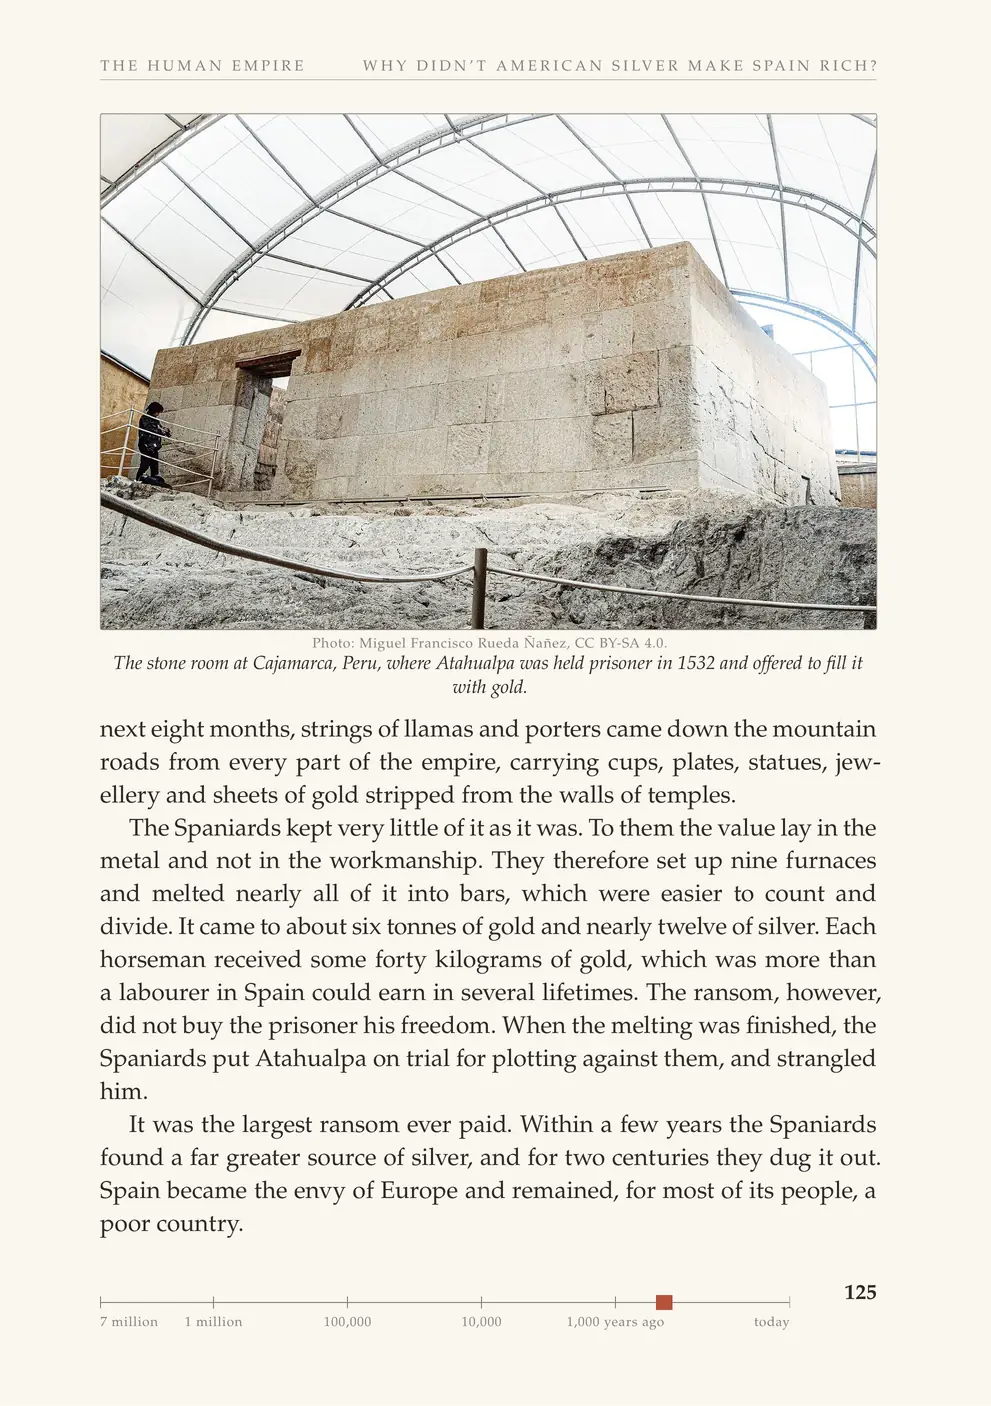 THE HUMAN EMPIRE
WHY DIDN’T AMERICAN SILVER MAKE SPAIN RICH?
Photo: Miguel Francisco Rueda Ñañez, CC BY-SA 4.0.
The stone room at Cajamarca, Peru, where Atahualpa was held prisoner in 1532 and offered to fill it
with gold.
next eight months, strings of llamas and porters came down the mountain
roads from every part of the empire, carrying cups, plates, statues, jew-
ellery and sheets of gold stripped from the walls of temples.
The Spaniards kept very little of it as it was. To them the value lay in the
metal and not in the workmanship. They therefore set up nine furnaces
and melted nearly all of it into bars, which were easier to count and
divide. It came to about six tonnes of gold and nearly twelve of silver. Each
horseman received some forty kilograms of gold, which was more than
a labourer in Spain could earn in several lifetimes. The ransom, however,
did not buy the prisoner his freedom. When the melting was finished, the
Spaniards put Atahualpa on trial for plotting against them, and strangled
him.
It was the largest ransom ever paid. Within a few years the Spaniards
found a far greater source of silver, and for two centuries they dug it out.
Spain became the envy of Europe and remained, for most of its people, a
poor country.
125
7 million 1 million 100,000 10,000 1,000 years ago today